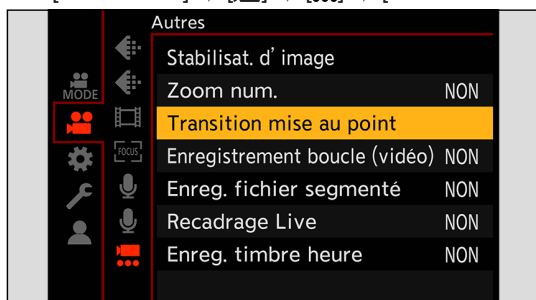 Autres
MODE
FOCUS
Stabilisat. d'image
Zoom num. NON
Transition mise au point
Enregistrement boucle (vidéo) NON
Enreg. fichier segmenté NON
Recadrage Live NON
Enreg. timbre heure NON